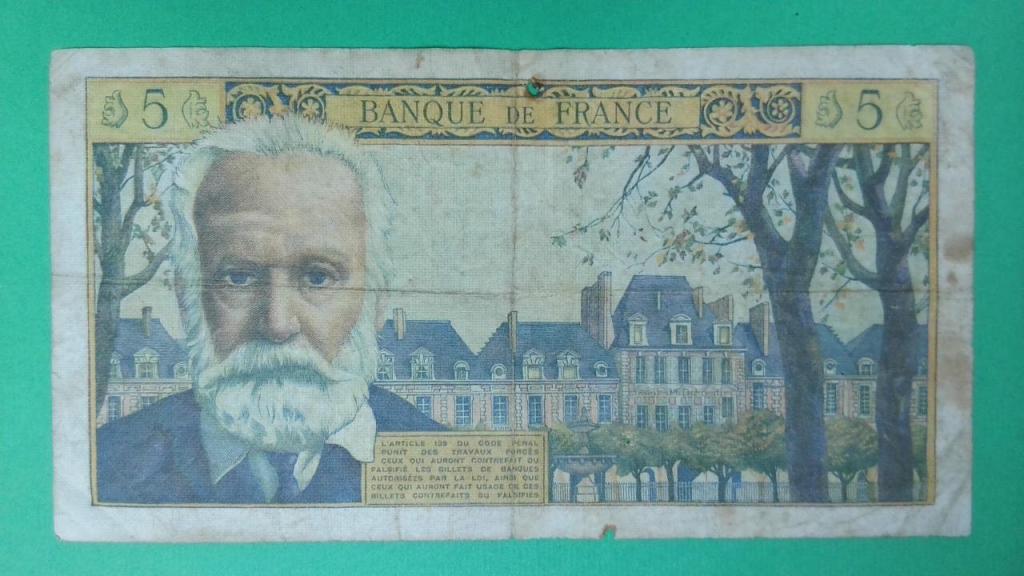 5 BANQUE DE FRANCE 5
L'ARTICLE 139 DU CODE PENAL
PUNIT DES TRAVAUX FORCÉS
CEUX QUI AURONT CONTREFAIT OU
FALSIFIÉ LES BILLETS DE BANQUES
AUTORISÉES PAR LA LOI, AINSI QUE
CEUX QUI AURONT FAIT USAGE DE CES
BILLETS CONTREFAITS OU FALSIFIÉS